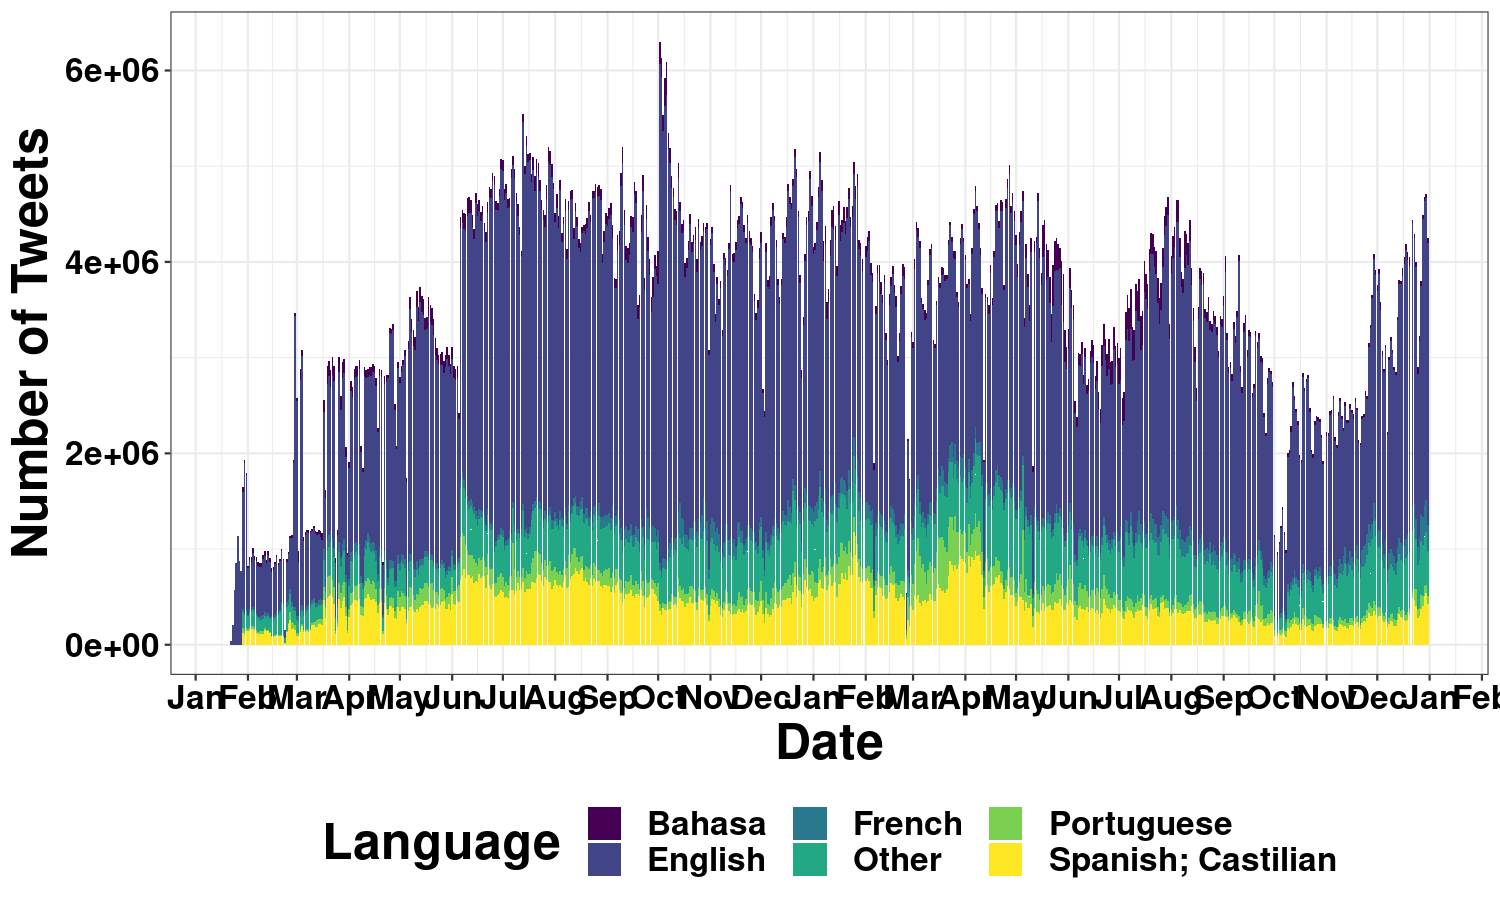 Number of Tweets
6e+06
4e+06
2e+06
0e+00
Jan Feb Mar Apr May Jun Jul Aug Sep Oct Nov Dec Jan Feb Mar Apr May Jun Jul Aug Sep Oct Nov Dec Jan Feb
Date
Language
Bahasa French Portuguese
English Other Spanish; Castilian